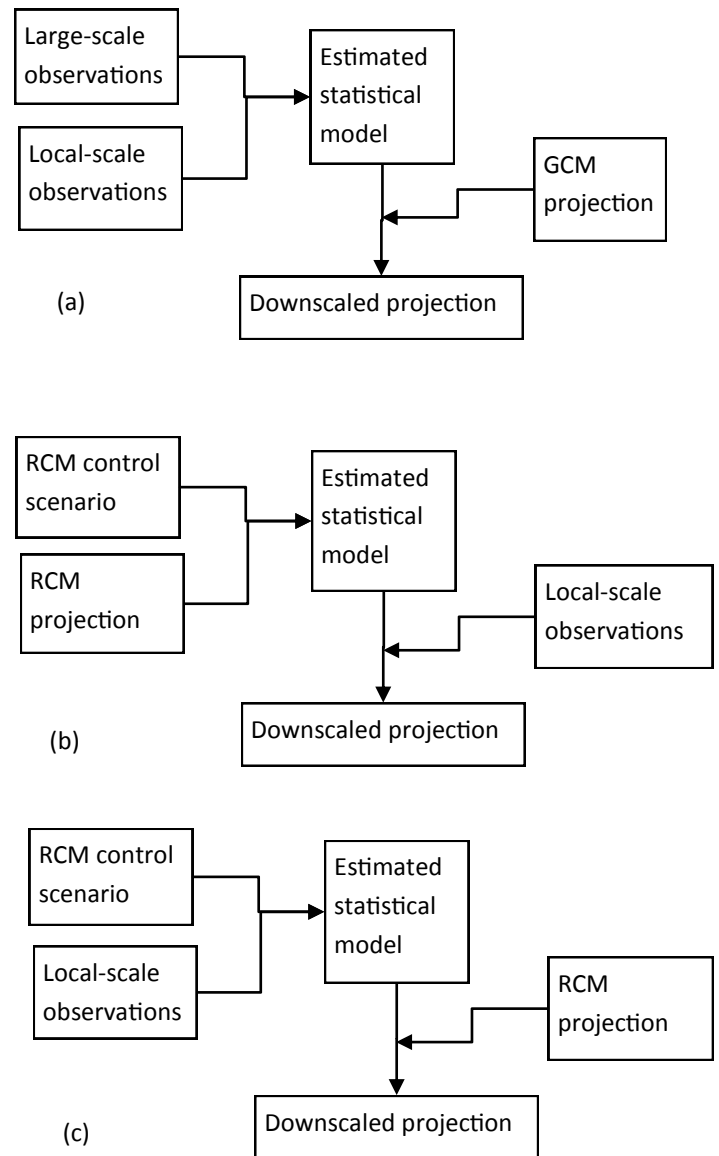 Large-scale
observations
Estimated
statistical
model
Local-scale
observations
GCM
projection
Downscaled projection
(a)
RCM control
scenario
Estimated
statistical
model
RCM
projection
Local-scale
observations
Downscaled projection
(b)
RCM control
scenario
Estimated
statistical
model
Local-scale
observations
RCM
projection
Downscaled projection
(c)